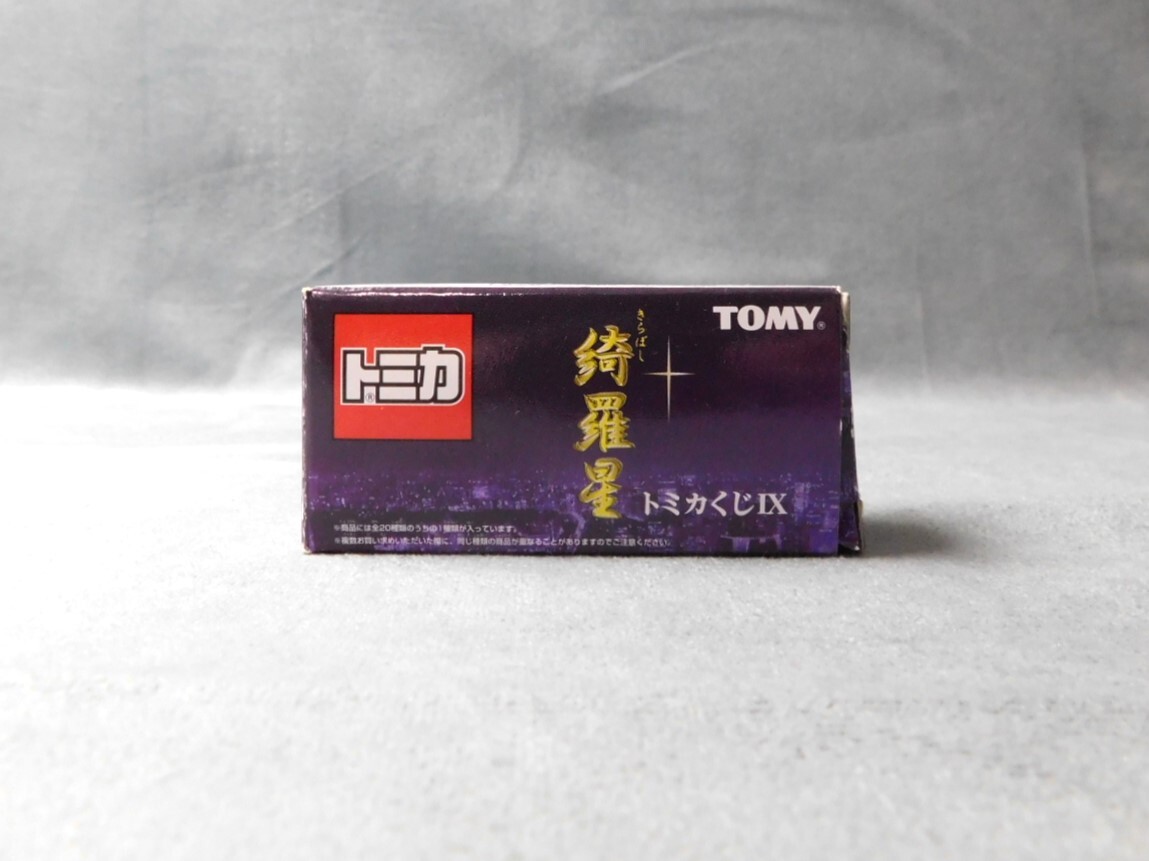 トミカ®
TOMY®
きらぼし
綺羅星
トミカくじIX
※商品には全20種類のうちの1種類が入っています。
※複数お買い求めいただいた際に、同じ種類の商品が重なることがありますのでご注意ください。